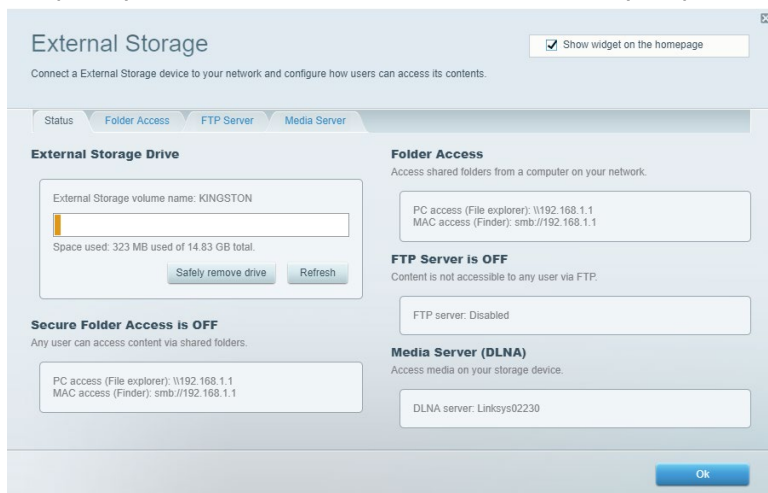 External Storage
Show widget on the homepage
Connect a External Storage device to your network and configure how users can access its contents.
Status
Folder Access
FTP Server
Media Server
External Storage Drive
External Storage volume name: KINGSTON
Space used: 323 MB used of 14.83 GB total.
Safely remove drive
Refresh
Secure Folder Access is OFF
Any user can access content via shared folders.
PC access (File explorer): \\192.168.1.1
MAC access (Finder): smb://192.168.1.1
Folder Access
Access shared folders from a computer on your network.
PC access (File explorer): \\192.168.1.1
MAC access (Finder): smb://192.168.1.1
FTP Server is OFF
Content is not accessible to any user via FTP.
FTP server: Disabled
Media Server (DLNA)
Access media on your storage device.
DLNA server: Linksys02230
Ok